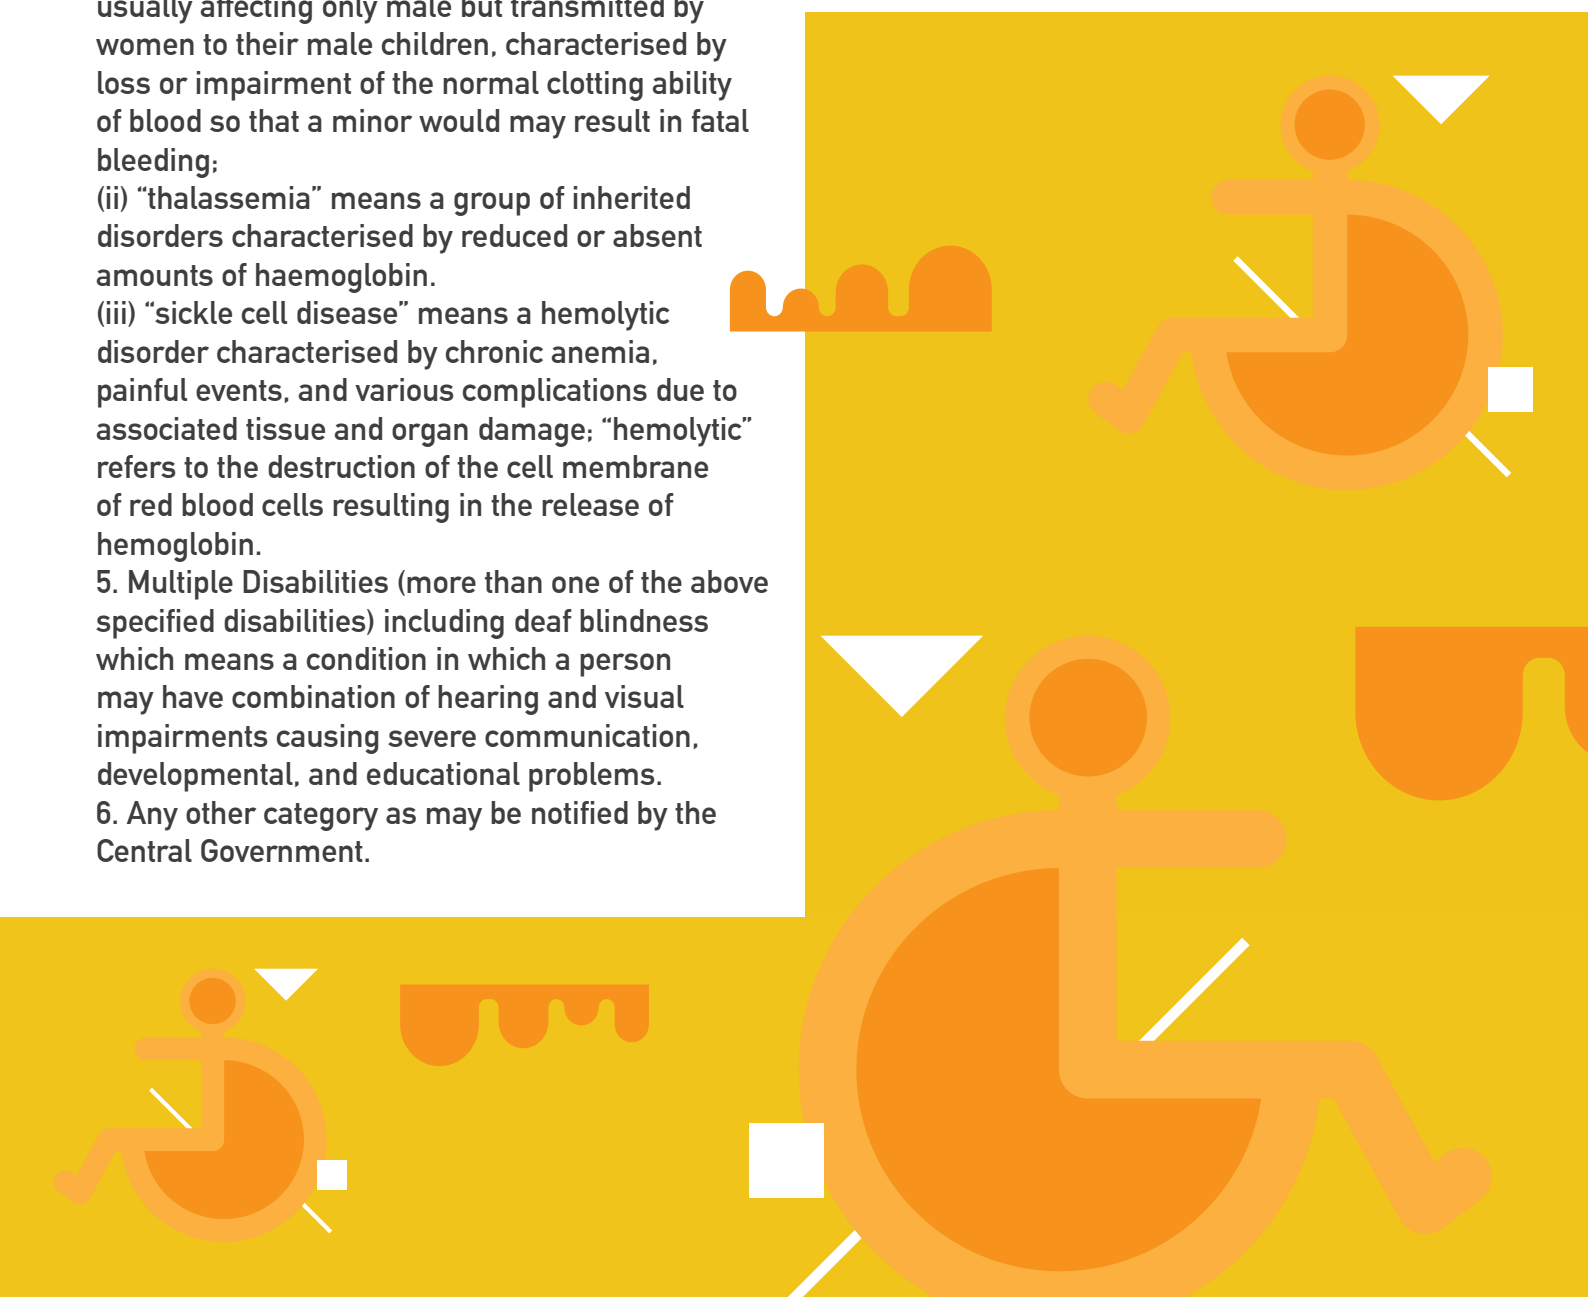 usually affecting only male but transmitted by
women to their male children, characterised by
loss or impairment of the normal clotting ability
of blood so that a minor would may result in fatal
bleeding;
(ii) “thalassemia” means a group of inherited
disorders characterised by reduced or absent
amounts of haemoglobin.
(iii) “sickle cell disease” means a hemolytic
disorder characterised by chronic anemia,
painful events, and various complications due to
associated tissue and organ damage; “hemolytic”
refers to the destruction of the cell membrane
of red blood cells resulting in the release of
hemoglobin.
5. Multiple Disabilities (more than one of the above
specified disabilities) including deaf blindness
which means a condition in which a person
may have combination of hearing and visual
impairments causing severe communication,
developmental, and educational problems.
6. Any other category as may be notified by the
Central Government.